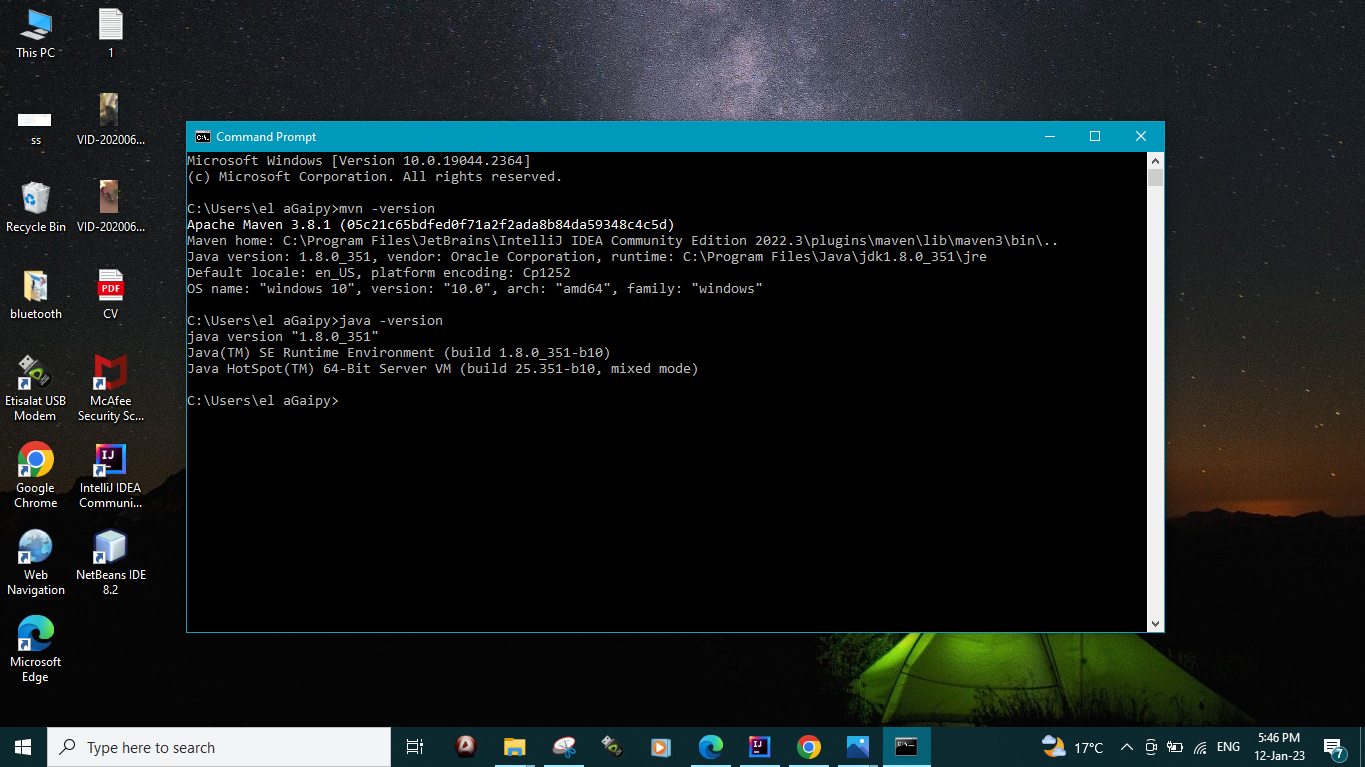 This PC
1
ss
VID-202006...
Recycle Bin
VID-202006...
bluetooth
PDF
CV
Etisalat USB
Modem
McAfee
Security Sc...
Google
Chrome
IJ
IntelliJ IDEA
Communi...
Web
Navigation
NetBeans IDE
8.2
Microsoft
Edge
C:\.
Command Prompt
Microsoft Windows [Version 10.0.19044.2364]
(c) Microsoft Corporation. All rights reserved.
C:\Users\el aGaipy>mvn -version
Apache Maven 3.8.1 (05c21c65bdfed0f71a2f2ada8b84da59348c4c5d)
Maven home: C:\Program Files\JetBrains\IntelliJ IDEA Community Edition 2022.3\plugins\maven\lib\maven3\bin\..
Java version: 1.8.0_351, vendor: Oracle Corporation, runtime: C:\Program Files\Java\jdk1.8.0_351\jre
Default locale: en_US, platform encoding: Cp1252
OS name: "windows 10", version: "10.0", arch: "amd64", family: "windows"
C:\Users\el aGaipy>java -version
java version "1.8.0_351"
Java(TM) SE Runtime Environment (build 1.8.0_351-b10)
Java HotSpot(TM) 64-Bit Server VM (build 25.351-b10, mixed mode)
C:\Users\el aGaipy>
Type here to search
IJ
17°C
ENG
5:46 PM
12-Jan-23
7